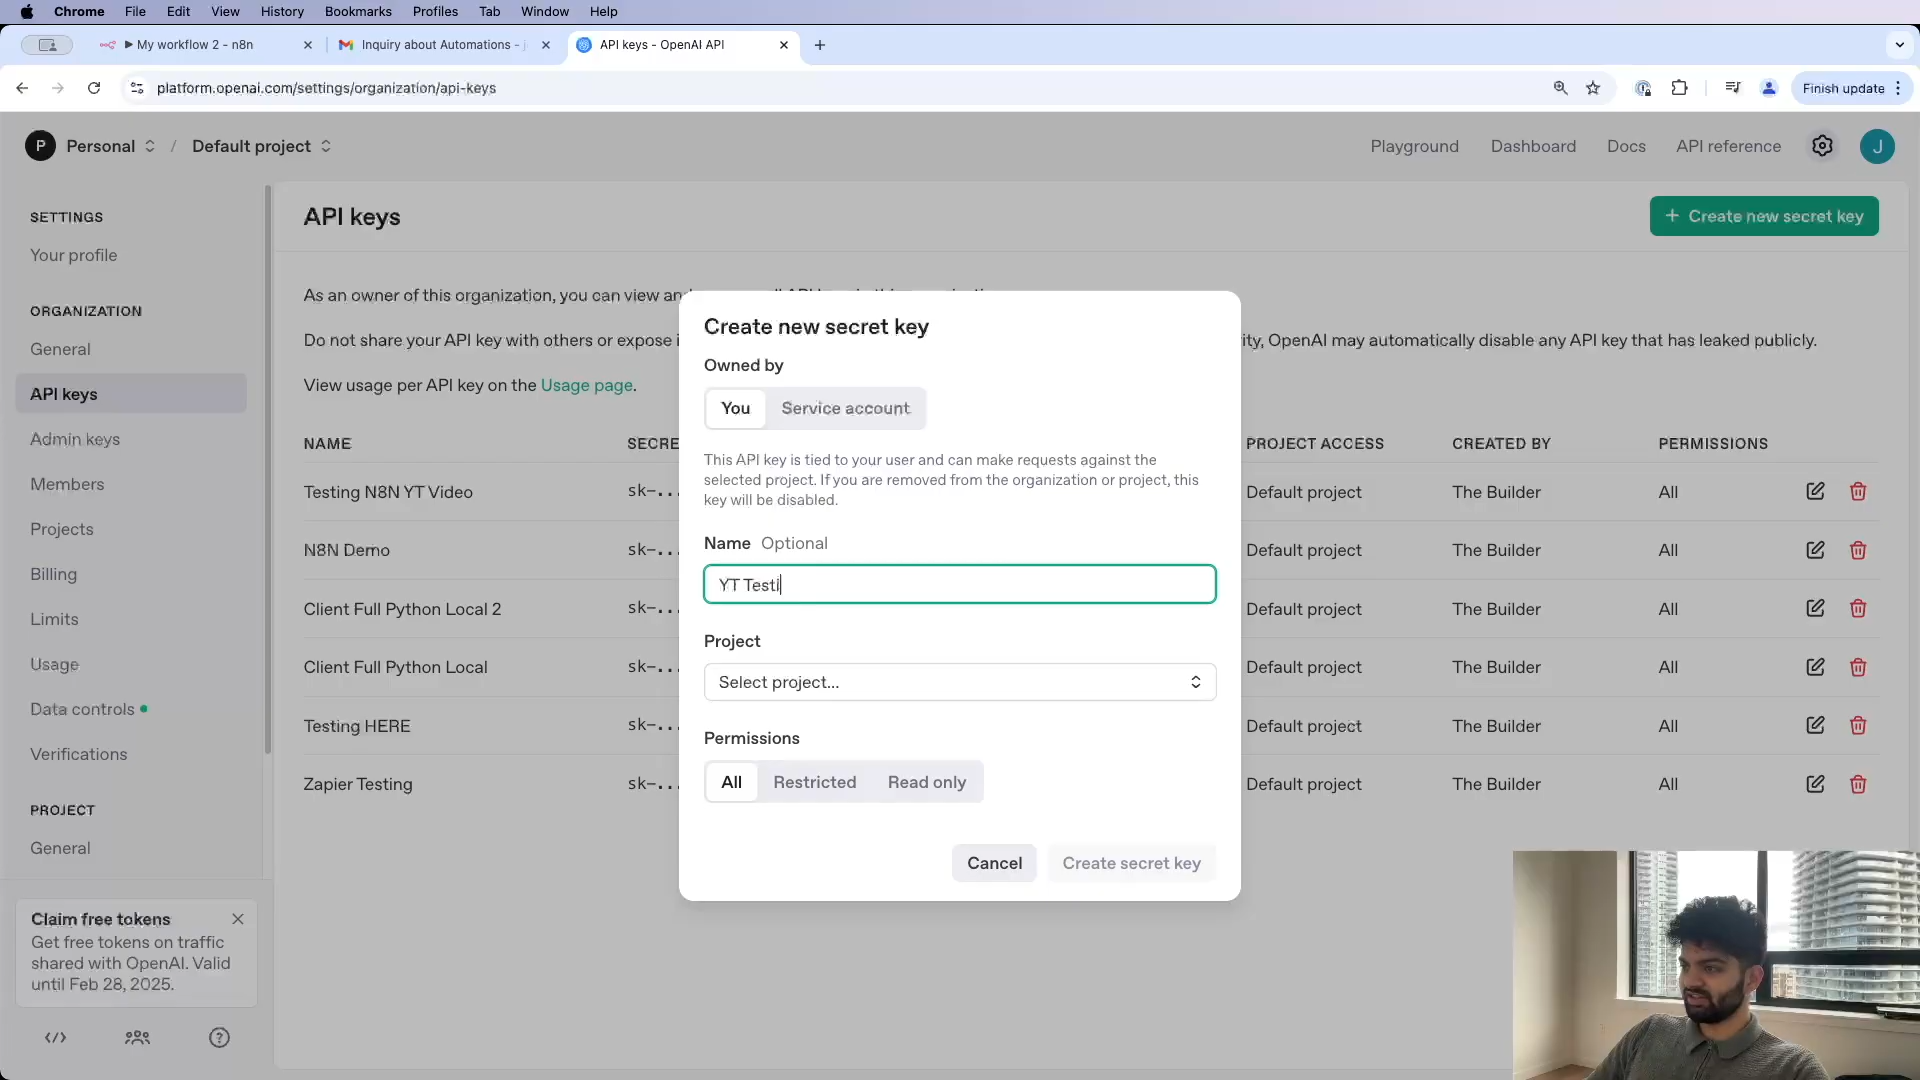 Chrome File Edit View History Bookmarks Profiles Tab Window Help
My workflow 2 - n8n
Inquiry about Automations -
API keys - OpenAI API
platform.openai.com/settings/organization/api-keys
Finish update
P Personal / Default project
Playground Dashboard Docs API reference J
SETTINGS
Your profile
ORGANIZATION
General
API keys
Admin keys
Members
Projects
Billing
Limits
Usage
Data controls
Verifications
PROJECT
General
Claim free tokens
Get free tokens on traffic
shared with OpenAI. Valid
until Feb 28, 2025.
API keys
+ Create new secret key
As an owner of this organization, you can view an
Do not share your API key with others or expose i
ity, OpenAI may automatically disable any API key that has leaked publicly.
View usage per API key on the Usage page.
NAME SECRE PROJECT ACCESS CREATED BY PERMISSIONS
Testing N8N YT Video sk-... Default project The Builder All
N8N Demo sk-... Default project The Builder All
Client Full Python Local 2 sk-... Default project The Builder All
Client Full Python Local sk-... Default project The Builder All
Testing HERE sk-... Default project The Builder All
Zapier Testing sk-... Default project The Builder All
Create new secret key
Owned by
You Service account
This API key is tied to your user and can make requests against the
selected project. If you are removed from the organization or project, this
key will be disabled.
Name Optional
YT Testi
Project
Select project...
Permissions
All Restricted Read only
Cancel Create secret key